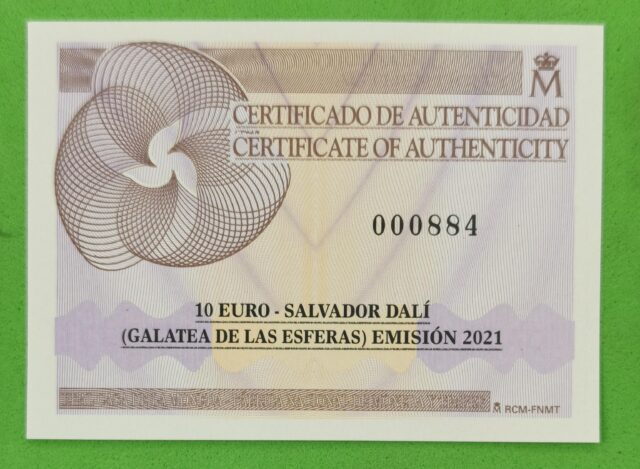 M
CERTIFICADO DE AUTENTICIDAD
CERTIFICATE OF AUTHENTICITY
000884
10 EURO - SALVADOR DALÍ
(GALATEA DE LAS ESFERAS) EMISIÓN 2021
M RCM-FNMT